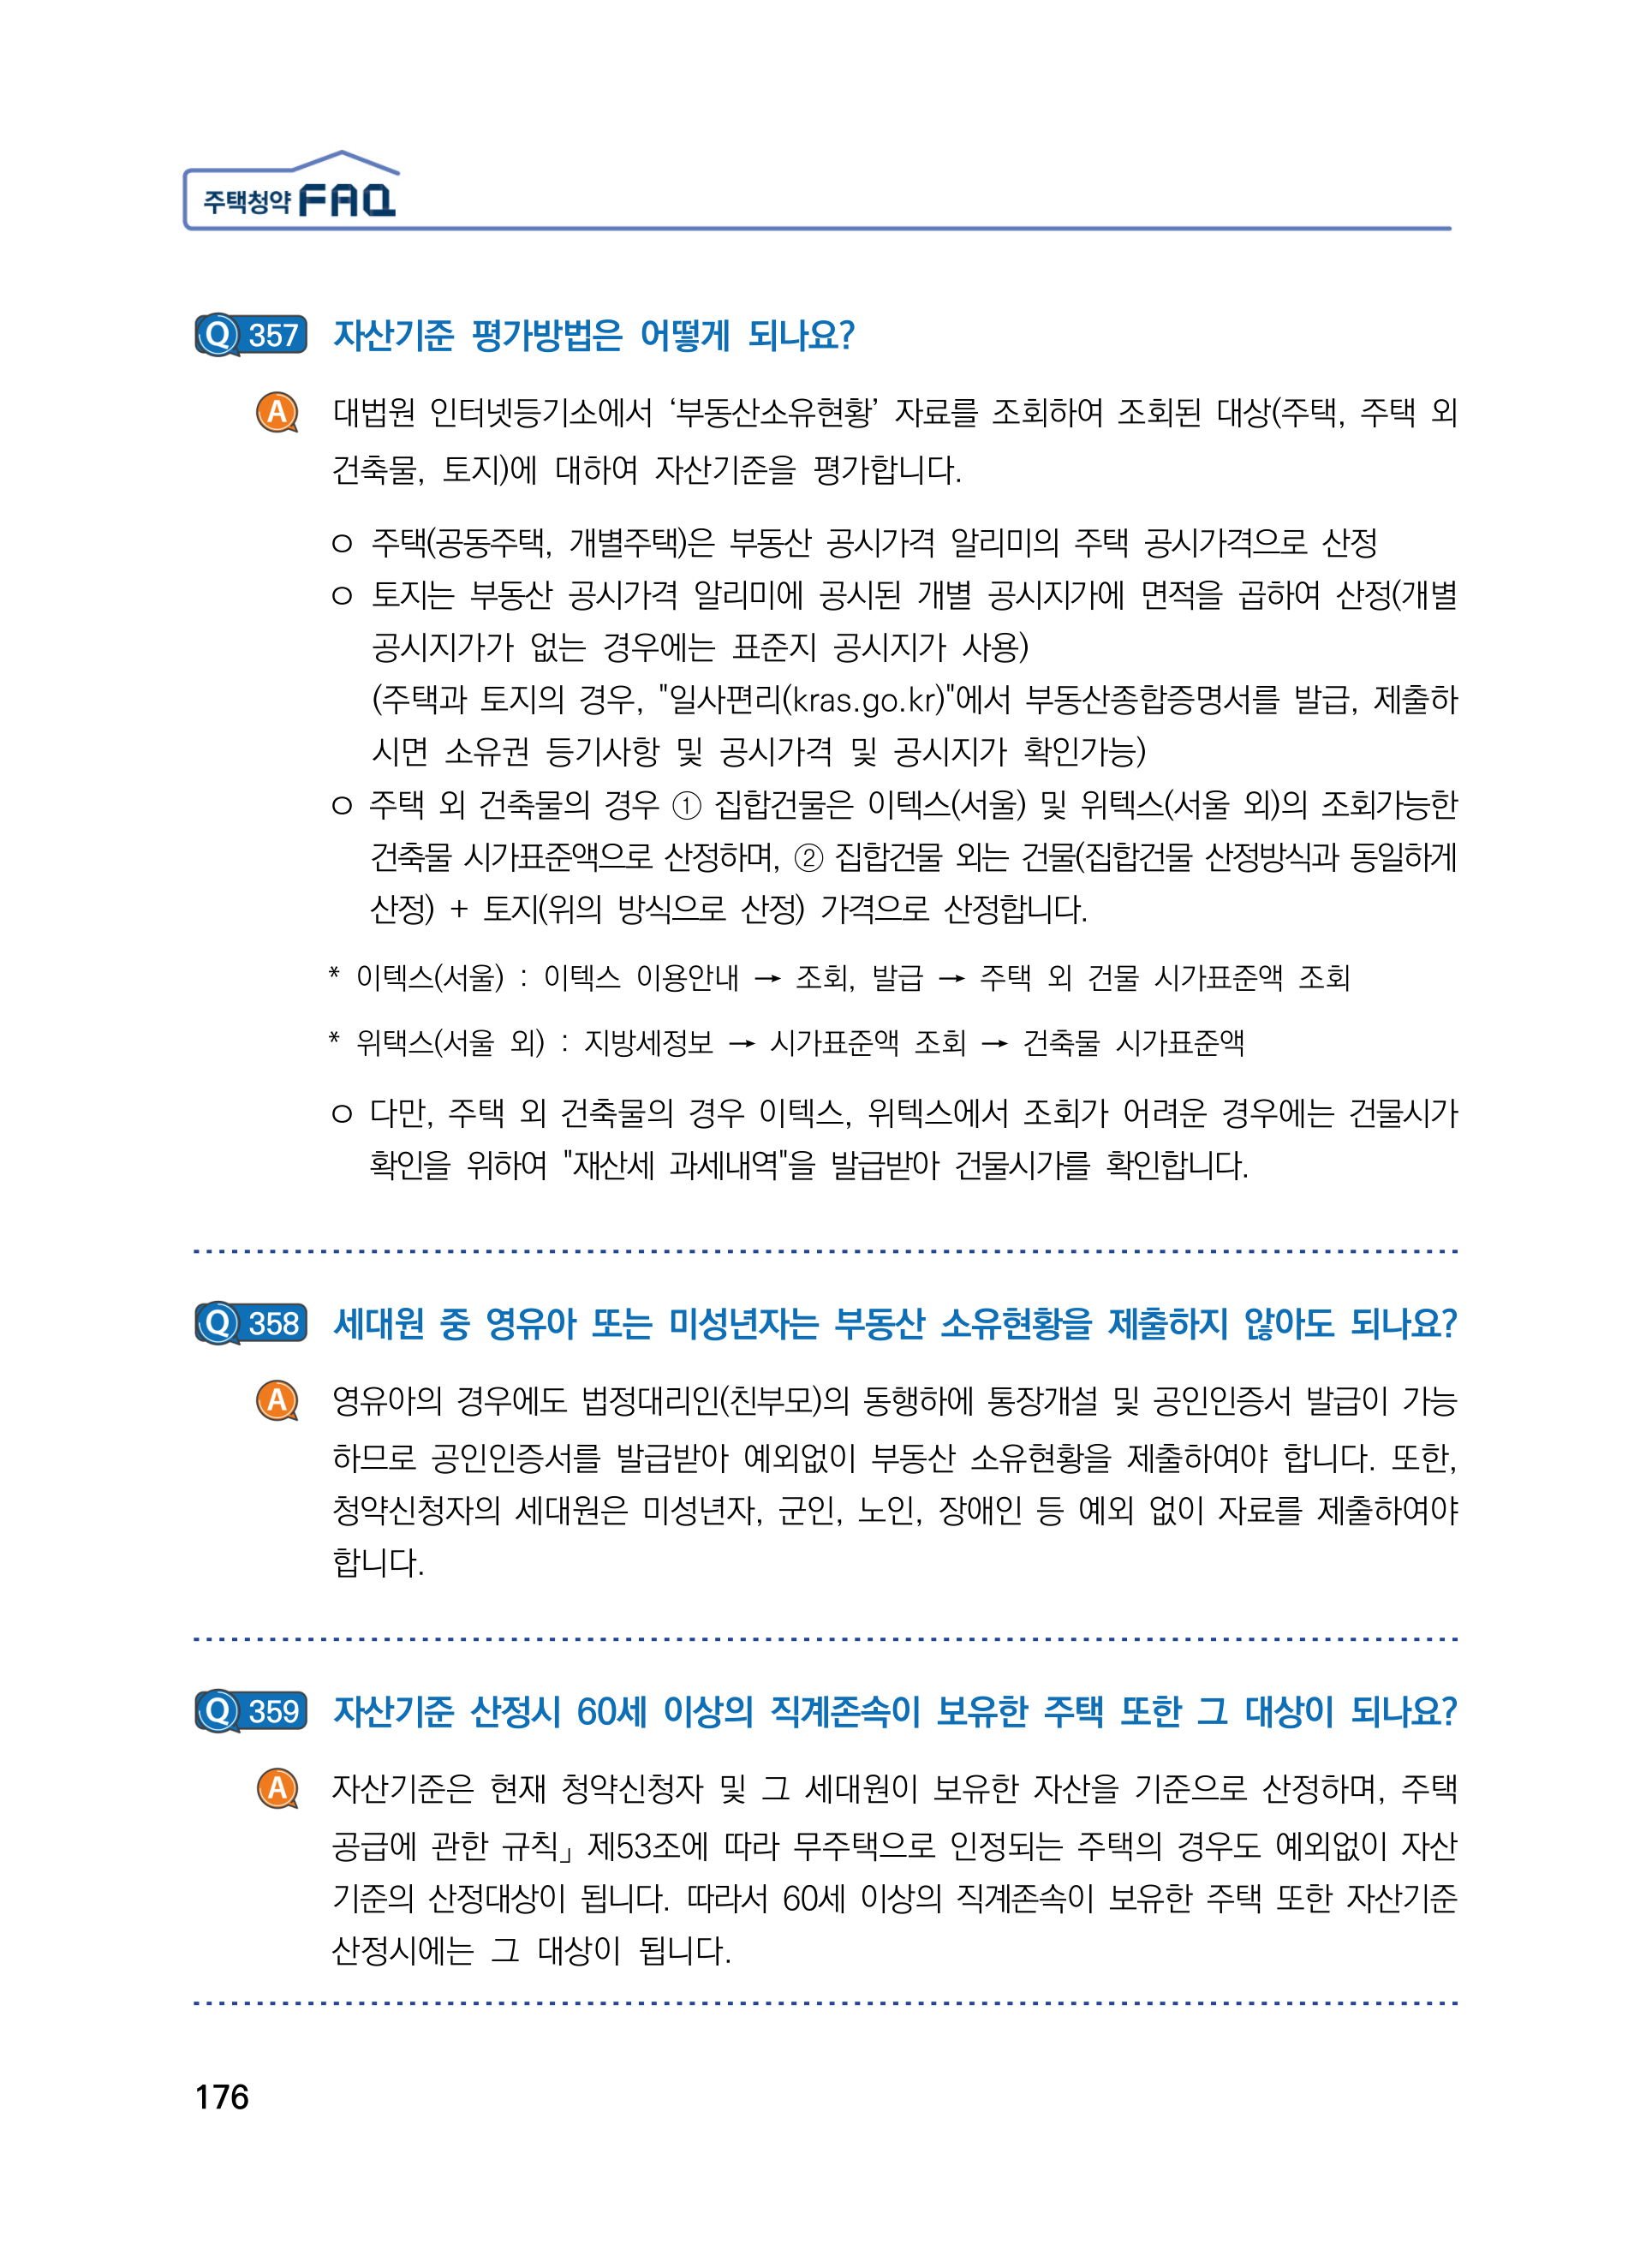 주택청약 FAQ
Q 357 자산기준 평가방법은 어떻게 되나요?
A 대법원 인터넷등기소에서 ‘부동산소유현황’ 자료를 조회하여 조회된 대상(주택, 주택 외
건축물, 토지)에 대하여 자산기준을 평가합니다.
ㅇ 주택(공동주택, 개별주택)은 부동산 공시가격 알리미의 주택 공시가격으로 산정
ㅇ 토지는 부동산 공시가격 알리미에 공시된 개별 공시지가에 면적을 곱하여 산정(개별
공시지가가 없는 경우에는 표준지 공시지가 사용)
(주택과 토지의 경우, "일사편리(kras.go.kr)"에서 부동산종합증명서를 발급, 제출하
시면 소유권 등기사항 및 공시가격 및 공시지가 확인가능)
ㅇ 주택 외 건축물의 경우 ① 집합건물은 이텍스(서울) 및 위텍스(서울 외)의 조회가능한
건축물 시가표준액으로 산정하며, ② 집합건물 외는 건물(집합건물 산정방식과 동일하게
산정) + 토지(위의 방식으로 산정) 가격으로 산정합니다.
* 이텍스(서울) : 이텍스 이용안내 → 조회, 발급 → 주택 외 건물 시가표준액 조회
* 위택스(서울 외) : 지방세정보 → 시가표준액 조회 → 건축물 시가표준액
ㅇ 다만, 주택 외 건축물의 경우 이텍스, 위텍스에서 조회가 어려운 경우에는 건물시가
확인을 위하여 "재산세 과세내역"을 발급받아 건물시가를 확인합니다.
Q 358 세대원 중 영유아 또는 미성년자는 부동산 소유현황을 제출하지 않아도 되나요?
A 영유아의 경우에도 법정대리인(친부모)의 동행하에 통장개설 및 공인인증서 발급이 가능
하므로 공인인증서를 발급받아 예외없이 부동산 소유현황을 제출하여야 합니다. 또한,
청약신청자의 세대원은 미성년자, 군인, 노인, 장애인 등 예외 없이 자료를 제출하여야
합니다.
Q 359 자산기준 산정시 60세 이상의 직계존속이 보유한 주택 또한 그 대상이 되나요?
A 자산기준은 현재 청약신청자 및 그 세대원이 보유한 자산을 기준으로 산정하며, 주택
공급에 관한 규칙」 제53조에 따라 무주택으로 인정되는 주택의 경우도 예외없이 자산
기준의 산정대상이 됩니다. 따라서 60세 이상의 직계존속이 보유한 주택 또한 자산기준
산정시에는 그 대상이 됩니다.
176